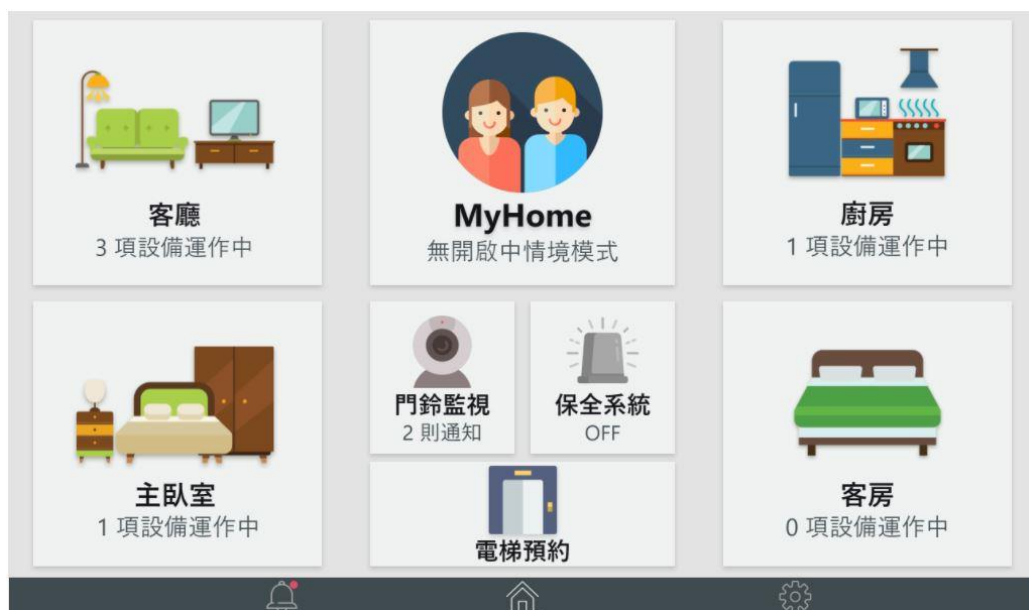 客廳
3 項設備運作中
MyHome
無開啟中情境模式
廚房
1 項設備運作中
主臥室
1 項設備運作中
門鈴監視
2 則通知
保全系統
OFF
電梯預約
客房
0 項設備運作中